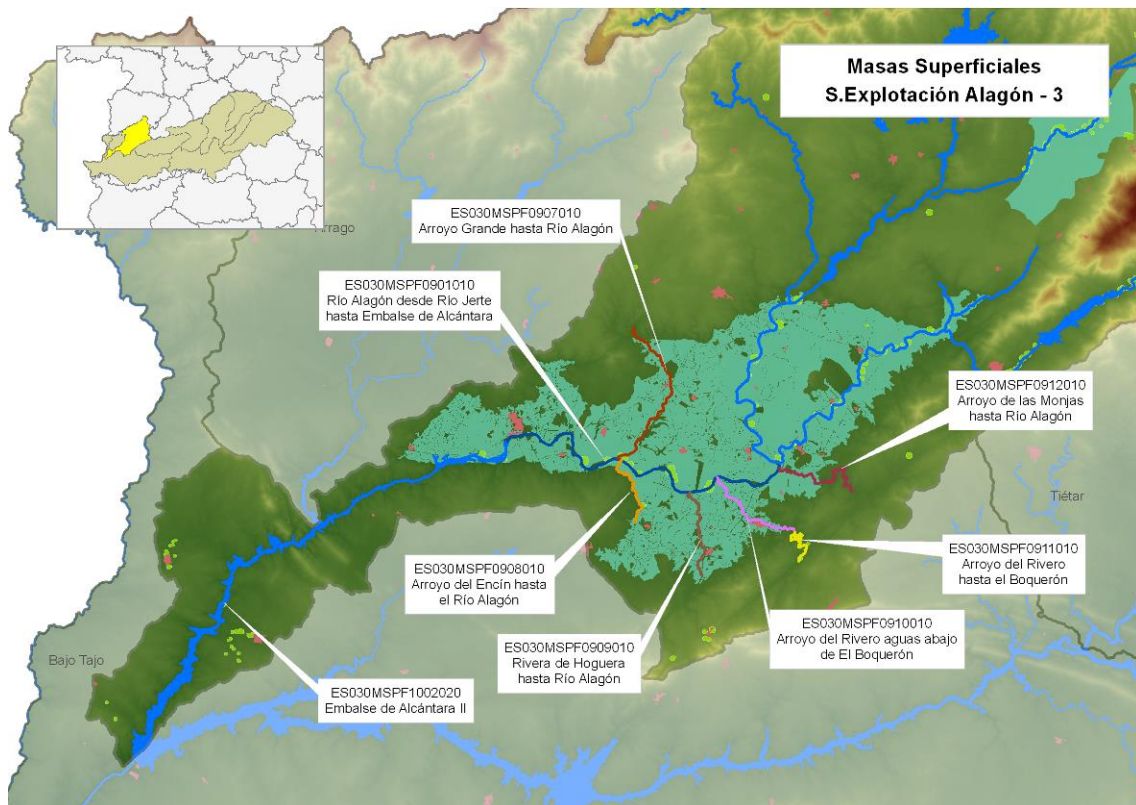 Masas Superficiales
S.Explotación Alagón - 3
ES030MSPF0907010
Arroyo Grande hasta Río Alagón
ES030MSPF0901010
Río Alagón desde Río Jerte
hasta Embalse de Alcántara
ES030MSPF0912010
Arroyo de las Monjas
hasta Río Alagón
Tiétar
ES030MSPF0911010
Arroyo del Rivero
hasta el Boquerón
ES030MSPF0908010
Arroyo del Encín hasta
el Río Alagón
ES030MSPF0910010
Arroyo del Rivero aguas abajo
de El Boquerón
ES030MSPF0909010
Rivera de Hoguera
hasta Río Alagón
Bajo Tajo
ES030MSPF1002020
Embalse de Alcántara II